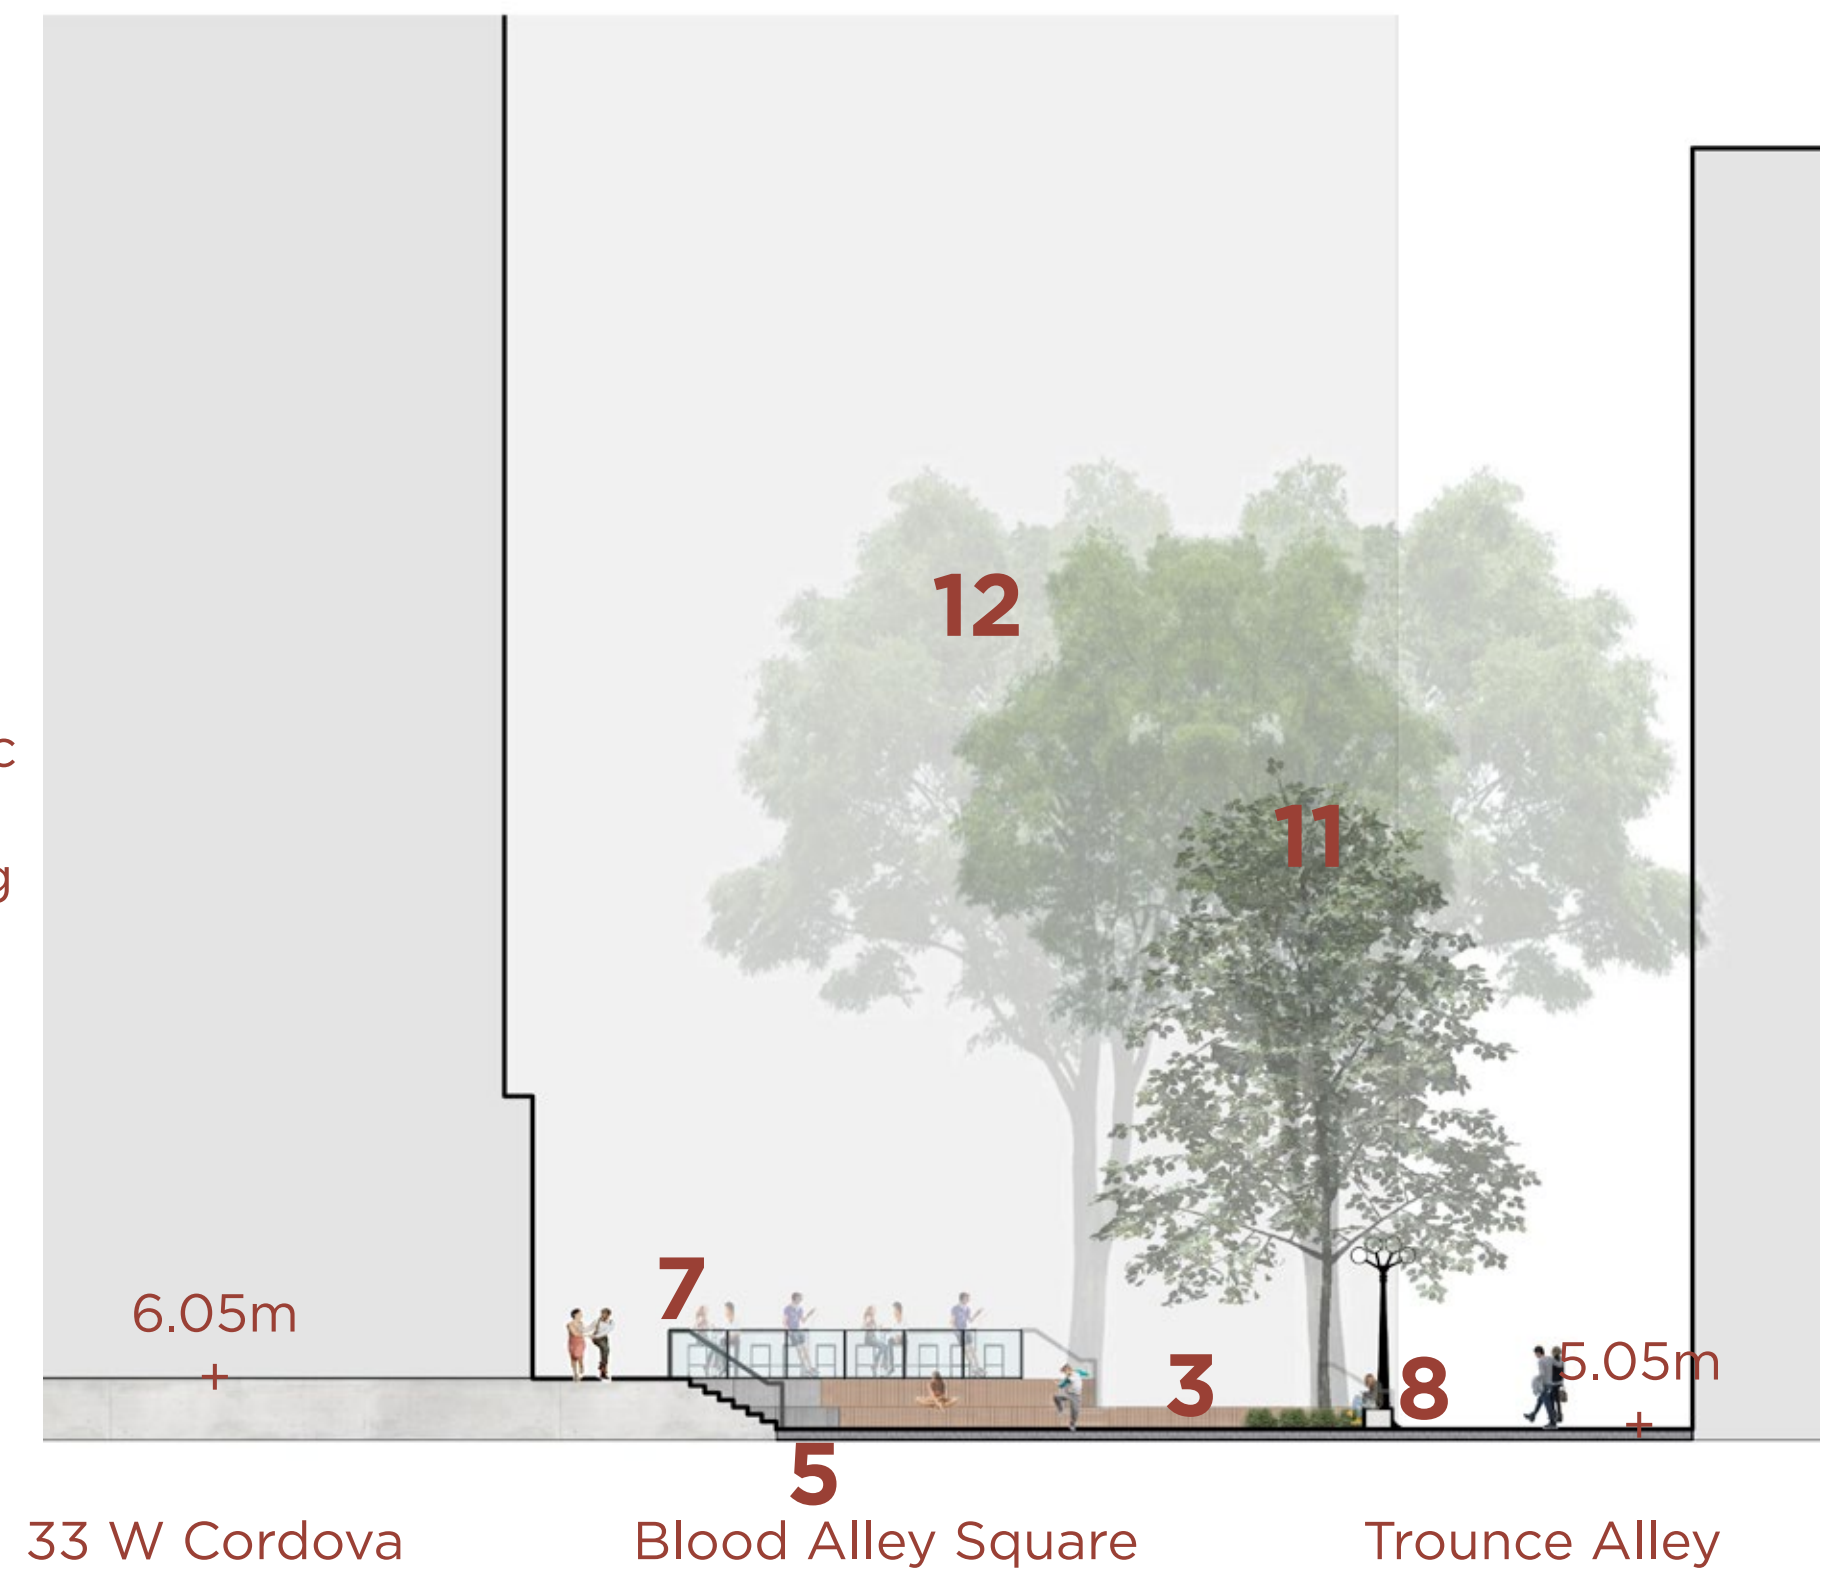 12
c
11
g
7
6.05m
3
8
5.05m
5
33 W Cordova
Blood Alley Square
Trounce Alley